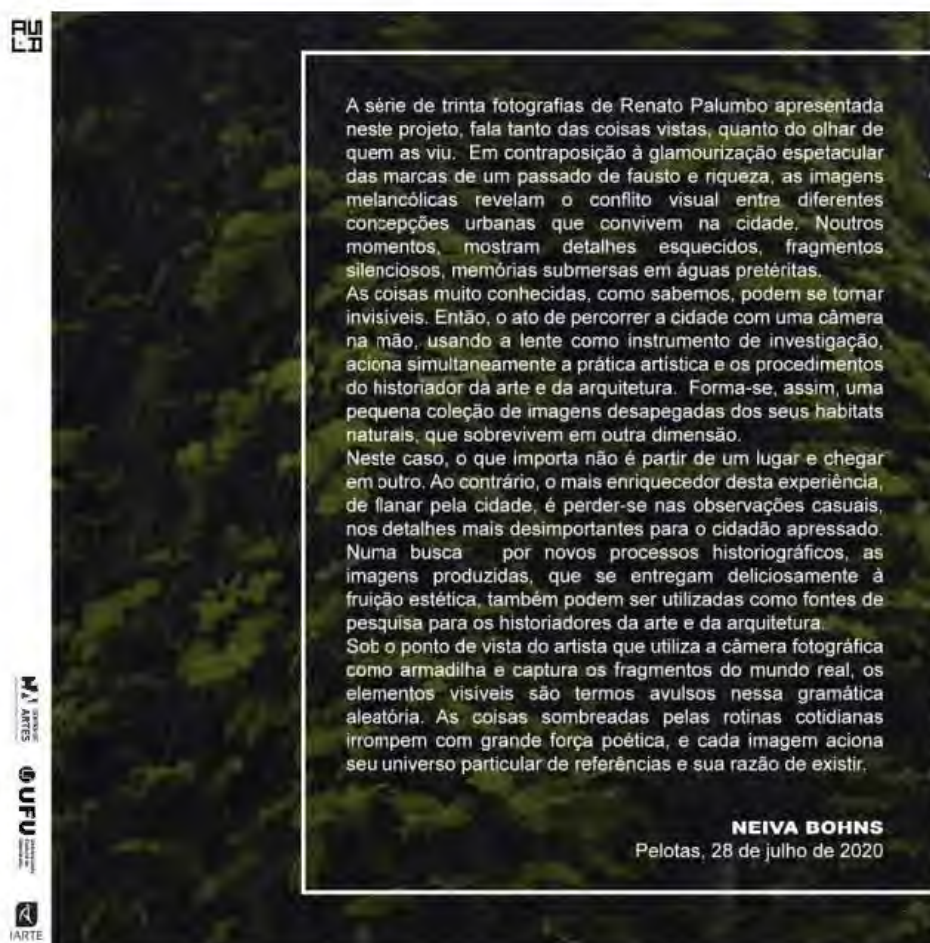 A série de trinta fotografias de Renato Palumbo apresentada
neste projeto, fala tanto das coisas vistas, quanto do olhar de
quem as viu. Em contraposição à glamourização espetacular
das marcas de um passado de fausto e riqueza, as imagens
melancólicas revelam o conflito visual entre diferentes
concepções urbanas que convivem na cidade. Noutros
momentos, mostram detalhes esquecidos, fragmentos
silenciosos, memórias submersas em águas pretéritas.
As coisas muito conhecidas, como sabemos, podem se tornar
invisíveis. Então, o ato de percorrer a cidade com uma câmera
na mão, usando a lente como instrumento de investigação,
aciona simultaneamente a prática artística e os procedimentos
do historiador da arte e da arquitetura. Forma-se, assim, uma
pequena coleção de imagens desapegadas dos seus habitats
naturais, que sobrevivem em outra dimensão.
Neste caso, o que importa não é partir de um lugar e chegar
em outro. Ao contrário, o mais enriquecedor desta experiência,
de flanar pela cidade, é perder-se nas observações casuais,
nos detalhes mais desimportantes para o cidadão apressado.
Numa busca por novos processos historiográficos, as
imagens produzidas, que se entregam deliciosamente à
fruição estética, também podem ser utilizadas como fontes de
pesquisa para os historiadores da arte e da arquitetura.
Sob o ponto de vista do artista que utiliza a câmera fotográfica
como armadilha e captura os fragmentos do mundo real, os
elementos visíveis são termos avulsos nessa gramática
aleatória. As coisas sombreadas pelas rotinas cotidianas
irrompem com grande força poética, e cada imagem aciona
seu universo particular de referências e sua razão de existir.
NEIVA BOHNS
Pelotas, 28 de julho de 2020
ARTES
UFU
IARTE